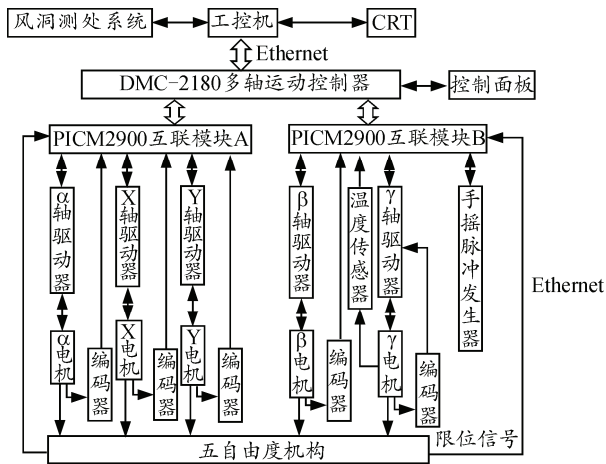 风洞测处系统
工控机
CRT
Ethernet
DMC-2180多轴运动控制器
控制面板
PICM2900互联模块A
PICM2900互联模块B
α轴驱动器
X轴驱动器
Y轴驱动器
β轴驱动器
温度传感器
γ轴驱动器
手摇脉冲发生器
Ethernet
α电机
编码器
X电机
编码器
Y电机
编码器
β电机
编码器
γ电机
编码器
限位信号
五自由度机构